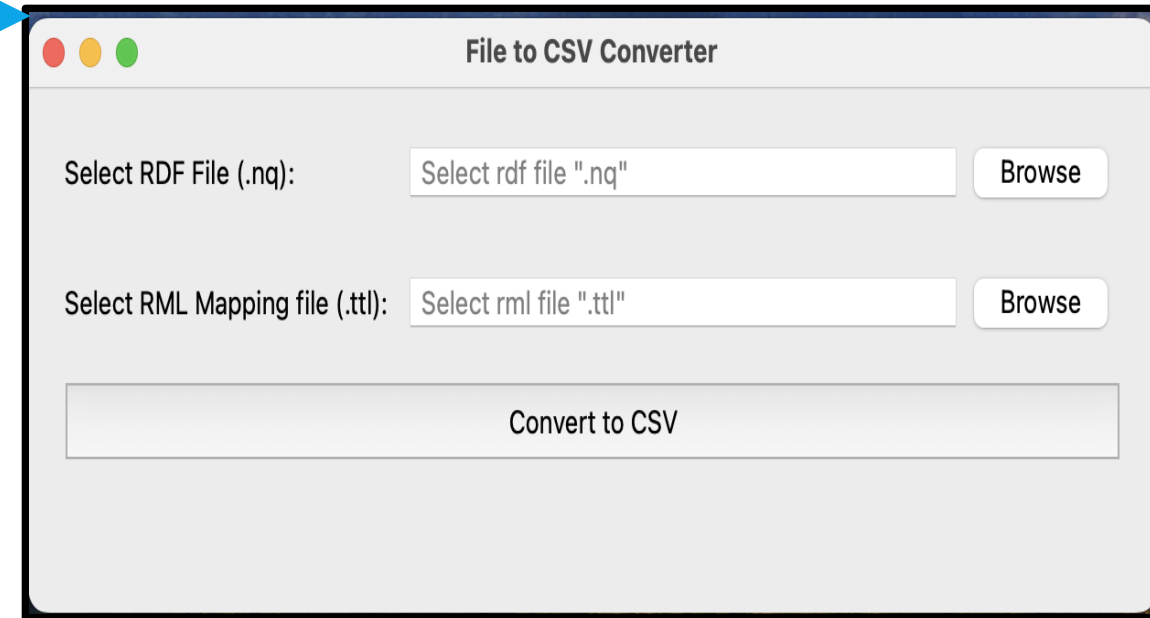 File to CSV Converter
Select RDF File (.nq): Select rdf file ".nq" Browse
Select RML Mapping file (.ttl): Select rml file ".ttl" Browse
Convert to CSV